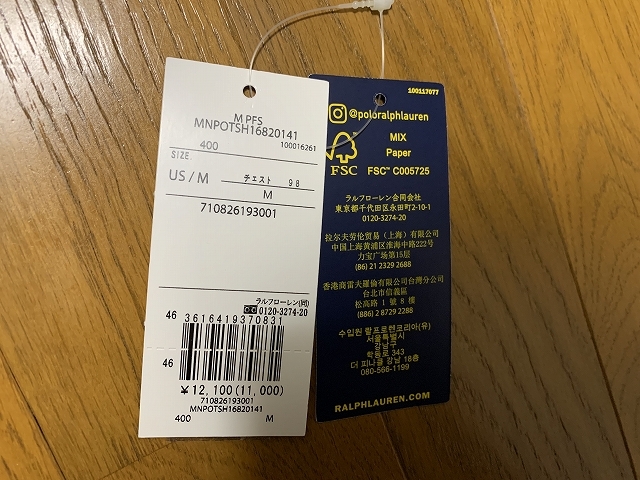 M PFS
MNPOTSH16820141
400 100016261
SIZE
US / M チェスト 98
M
710826193001
ラルフローレン(同)
0120-3274-20
46 3616419370831
46
¥12,100(11,000)
710826193001
MNPOTSH16820141
400 M
100117077
@poloralphlauren
MIX
Paper
FSC
FSC™ C005725
ラルフローレン合同会社
東京都千代田区永田町2-10-1
0120-3274-20
拉尔夫劳伦贸易（上海）有限公司
中国上海黄浦区淮海中路222号
力宝广场第15层
(86) 21 2329 2688
香港商雷夫羅倫有限公司台灣分公司
台北市信義區
松高路 1 號 8 樓
(886) 2 8729 2288
수입원 랄프로렌코리아(유)
서울특별시
강남구
학동로 343
더 피나클 강남 18층
080-566-1199
RALPHLAUREN.COM